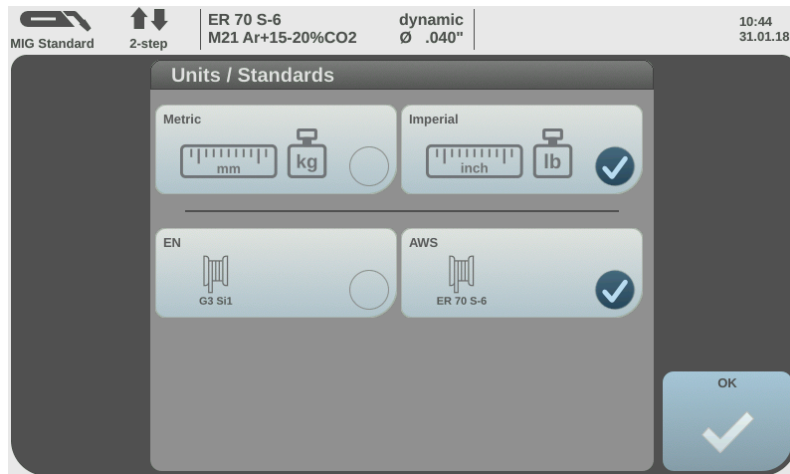 MIG Standard
2-step
ER 70 S-6 dynamic
M21 Ar+15-20%CO2 Ø .040"
10:44
31.01.18
Units / Standards
Metric
mm
kg
Imperial
inch
lb
EN
G3 Si1
AWS
ER 70 S-6
OK